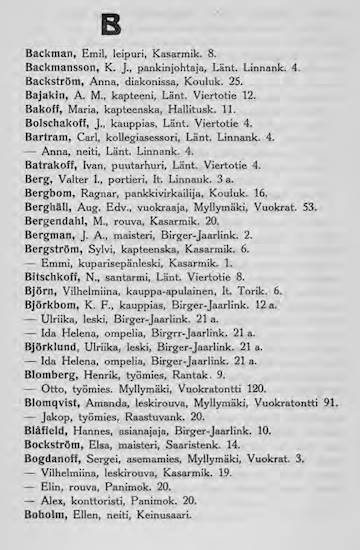 B
Backman, Emil, leipuri, Kasarmik. 8.
Backmansson, K. J., pankinjohtaja, Länt. Linnank. 4.
Backström, Anna, diakonissa, Kouluk. 25.
Bajakin, A. M., kapteeni, Länt. Viertotie 12.
Bakoff, Maria, kapteenska, Hallitusk. 11.
Bolschakoff, J., kauppias, Länt. Viertotie 4.
Bartram, Carl, kollegiasessori, Länt. Linnank. 4.
— Anna, neiti, Länt. Linnank. 4.
Batrakoff, Ivan, puutarhuri, Länt. Viertotie 4.
Berg, Valter I., portieri, It. Linnauk. 3 a.
Bergbom, Ragnar, pankkivirkailija, Kouluk. 16.
Berghäll, Aug. Edv., vuokraaja, Myllymäki, Vuokrat. 53.
Bergendahl, M., rouva, Kasarmik. 20.
Bergman, J. A., maisteri, Birger-Jaarlink. 2.
Bergström, Sylvi, kapteenska, Kasarmik. 6.
— Emmi, kuparisepänleski, Kasarmik. 1.
Bitschkoff, N., santarmi, Länt. Viertotie 8.
Björn, Vilhelmiina, kauppa-apulainen, It. Torik. 6.
Björkbom, K. F., kauppias, Birger-Jaarlink. 12 a.
— Ulriika, leski, Birger-Jaarlink. 21 a.
— Ida Helena, ompelia, Birgrr-Jaarlink. 21 a.
Björklund, Ulriika, leski, Birger-Jaarlink. 21 a.
— Ida Helena, ompelia, Birger-Jaarlink. 21 a.
Blomberg, Henrik, työmies, Rantak. 9.
— Otto, työmies. Myllymäki, Vuokratontti 120.
Blomqvist, Amanda, leskirouva, Myllymäki, Vuokratontti 91.
— Jakop, työmies, Raastuvank. 20.
Blåfield, Hannes, asianajaja, Birger-Jaarlink. 10.
Bockström, Elsa, maisteri, Saaristenk. 14.
Bogdanoff, Sergei, asemamies, Myllymäki, Vuokrat. 3.
— Vilhelmiina, leskirouva, Kasarmik. 19.
— Elin, rouva, Panimok. 20.
— Alex, konttoristi, Panimok. 20.
Boholm, Ellen, neiti, Keinusaari.